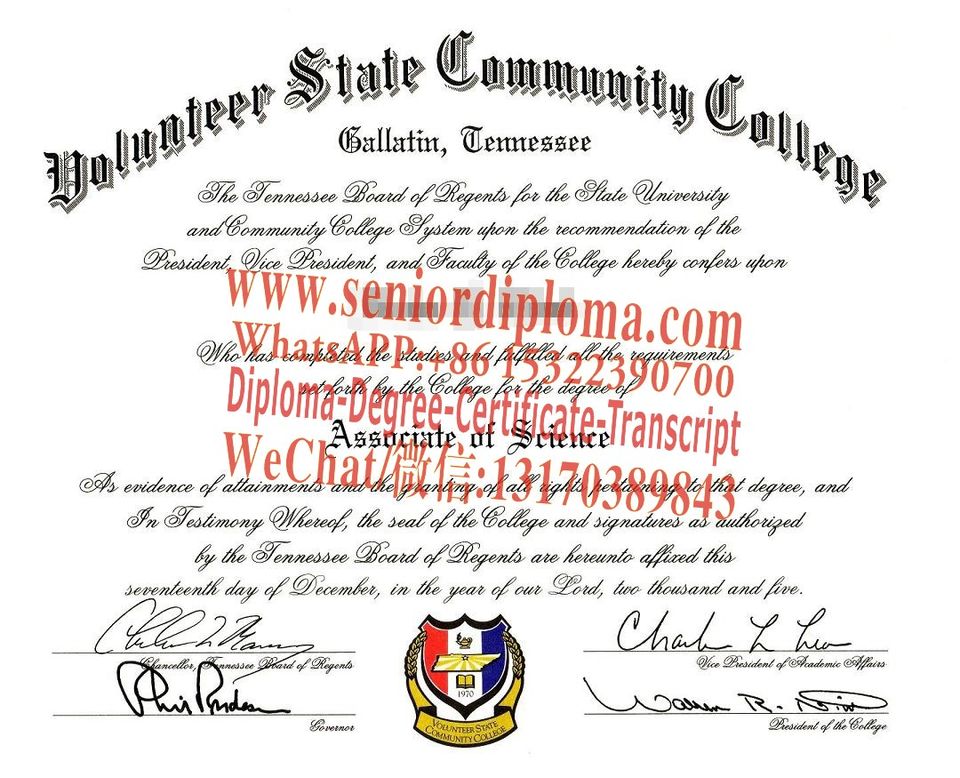 Volunteer State Community College
Gallatin, Tennessee
The Tennessee Board of Regents for the State University
and Community College System upon the recommendation of the
President, Vice President, and Faculty of the College hereby confers upon
www.seniordiploma.com
WhatsAPP:+86 15322390700
Who has completed the studies and fulfilled all the requirements
set forth by the College for the degree of
Diploma-Degree-Certificate-Transcript
Associate of Science
WeChat/微信:13170389843
As evidence of attainments and the granting of all rights pertaining to that degree, and
In Testimony Whereof, the seal of the College and signatures as authorized
by the Tennessee Board of Regents are hereunto affixed this
seventeenth day of December, in the year of our Lord, two thousand and five.
Chancellor, Tennessee Board of Regents
Vice President of Academic Affairs
1970
VOLUNTEER STATE
COMMUNITY COLLEGE
Governor
President of the College